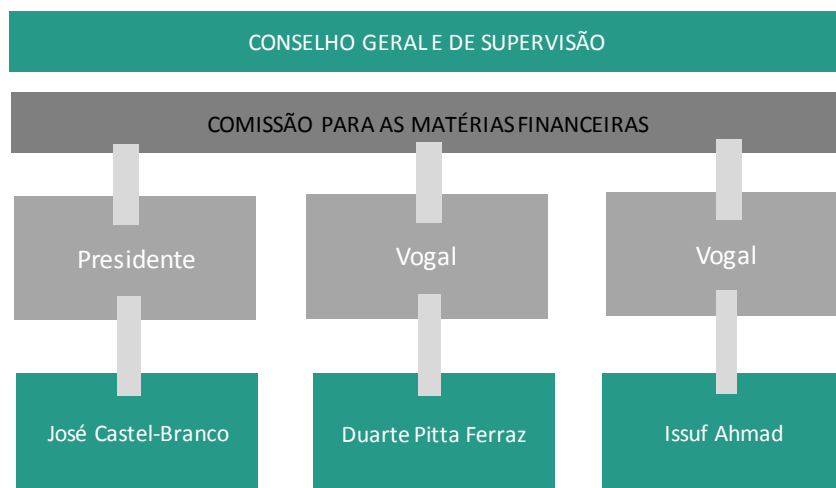 CONSELHO GERAL E DE SUPERVISÃO
COMISSÃO PARA AS MATÉRIAS FINANCEIRAS
Presidente
Vogal
Vogal
José Castel-Branco
Duarte Pitta Ferraz
Issuf Ahmad